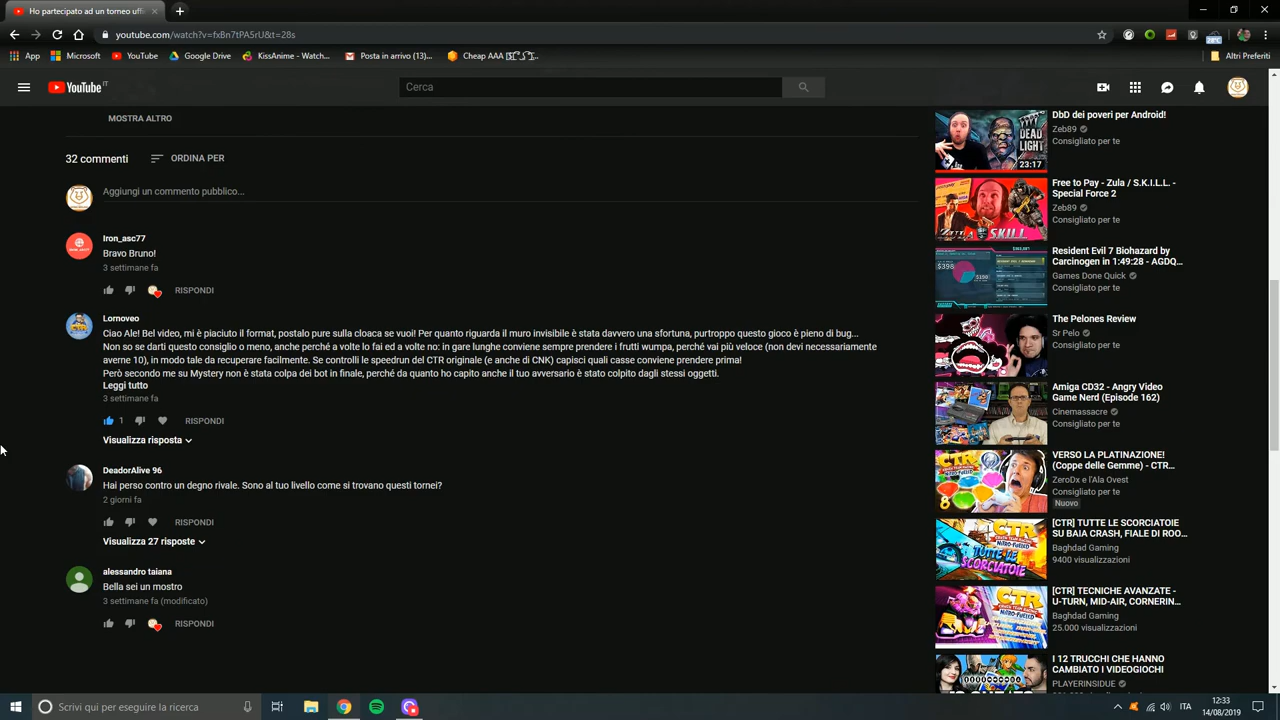 Ho partecipato ad un torneo uffi
youtube.com/watch?v=fxBn7tPA5rU&t=28s
App
Microsoft
YouTube
Google Drive
KissAnime - Watch...
Posta in arrivo (13)...
Cheap AAA
Altri Preferiti
YouTube IT
Cerca
MOSTRA ALTRO
32 commenti
ORDINA PER
Aggiungi un commento pubblico...
Iron_asc77
Bravo Bruno!
3 settimane fa
RISPONDI
Lornoveo
Ciao Ale! Bel video, mi è piaciuto il format, postalo pure sulla cloaca se vuoi! Per quanto riguarda il muro invisibile è stata davvero una sfortuna, purtroppo questo gioco è pieno di bug...
Non so se darti questo consiglio o meno, anche perché a volte lo fai ed a volte no: in gare lunghe conviene sempre prendere i frutti wumpa, perché vai più veloce (non devi necessariamente
averne 10), in modo tale da recuperare facilmente. Se controlli le speedrun del CTR originale (e anche di CNK) capisci quali casse conviene prendere prima!
Però secondo me su Mystery non è stata colpa dei bot in finale, perché da quanto ho capito anche il tuo avversario è stato colpito dagli stessi oggetti.
Leggi tutto
3 settimane fa
1
RISPONDI
Visualizza risposta
DeadorAlive 96
Hai perso contro un degno rivale. Sono al tuo livello come si trovano questi tornei?
2 giorni fa
RISPONDI
Visualizza 27 risposte
alessandro taiana
Bella sei un mostro
3 settimane fa (modificato)
RISPONDI
DEAD
LIGHT
23:17
DbD dei poveri per Android!
Zeb89
Consigliato per te
ZULA
S.K.I.L.L.
Free to Pay - Zula / S.K.I.L.L. -
Special Force 2
Zeb89
Consigliato per te
$398
Resident Evil 7 Biohazard by
Carcinogen in 1:49:28 - AGDQ...
Games Done Quick
Consigliato per te
The Pelones Review
Sr Pelo
Consigliato per te
Amiga CD32 - Angry Video
Game Nerd (Episode 162)
Cinemassacre
Consigliato per te
CTR
8
VERSO LA PLATINAZIONE!
(Coppe delle Gemme) - CTR...
ZeroDx e l'Ala Ovest
Consigliato per te
Nuovo
CTR
TUTTE LE
SCORCIATOIE
[CTR] TUTTE LE SCORCIATOIE
SU BAIA CRASH, FIALE DI ROO...
Baghdad Gaming
9400 visualizzazioni
CTR
[CTR] TECNICHE AVANZATE -
U-TURN, MID-AIR, CORNERIN...
Baghdad Gaming
25.000 visualizzazioni
I 12 TRUCCHI CHE HANNO
CAMBIATO I VIDEOGIOCHI
PLAYERINSIDUE
Scrivi qui per eseguire la ricerca
ITA
12:33
14/08/2019